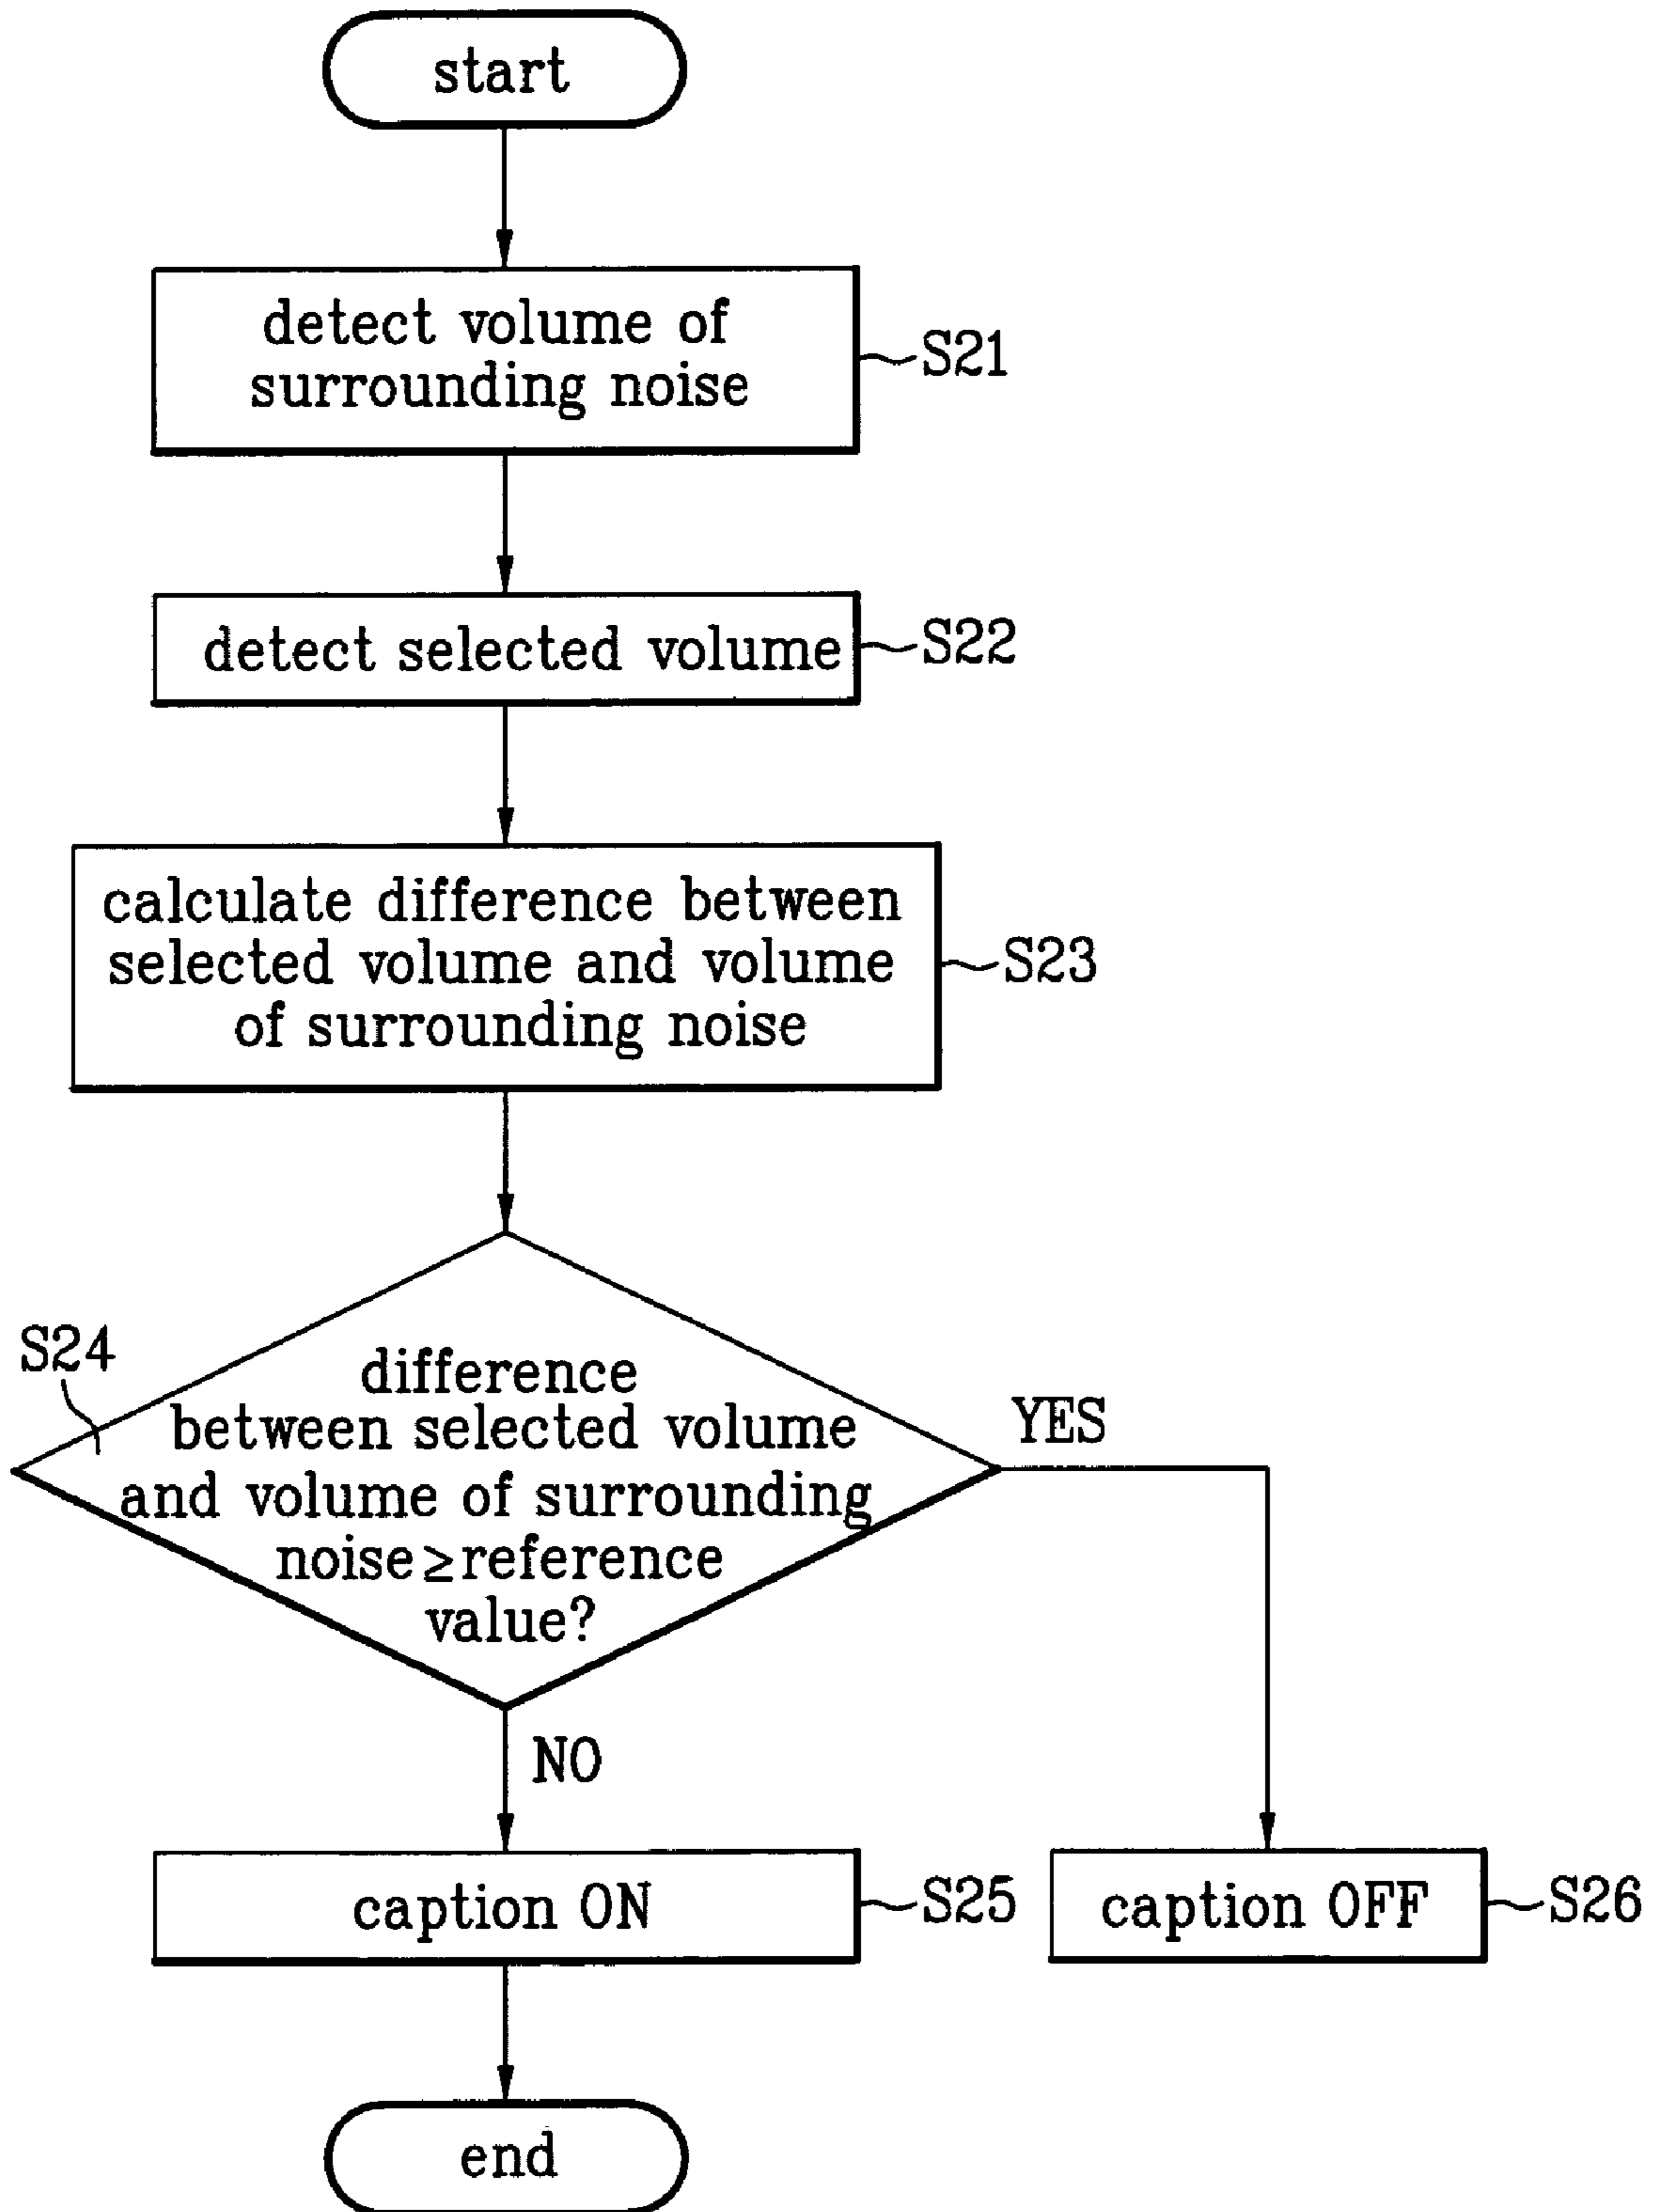 start
detect volume of
surrounding noise
S21
detect selected volume
S22
calculate difference between
selected volume and volume
of surrounding noise
S23
S24
difference
between selected volume
and volume of surrounding
noise≥reference
value?
YES
NO
caption ON
S25
caption OFF
S26
end